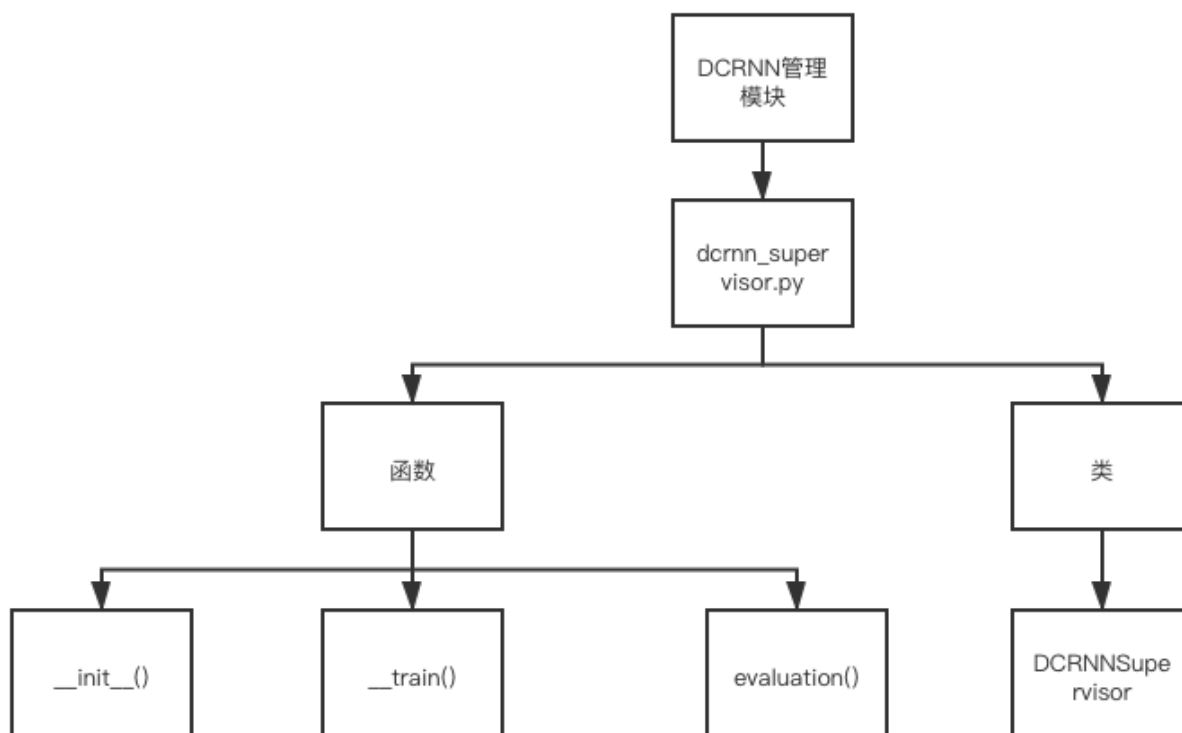 DCRNN管理
模块
dcrnn_super
visor.py
函数
类
__init__()
__train()
evaluation()
DCRNNSupe
rvisor